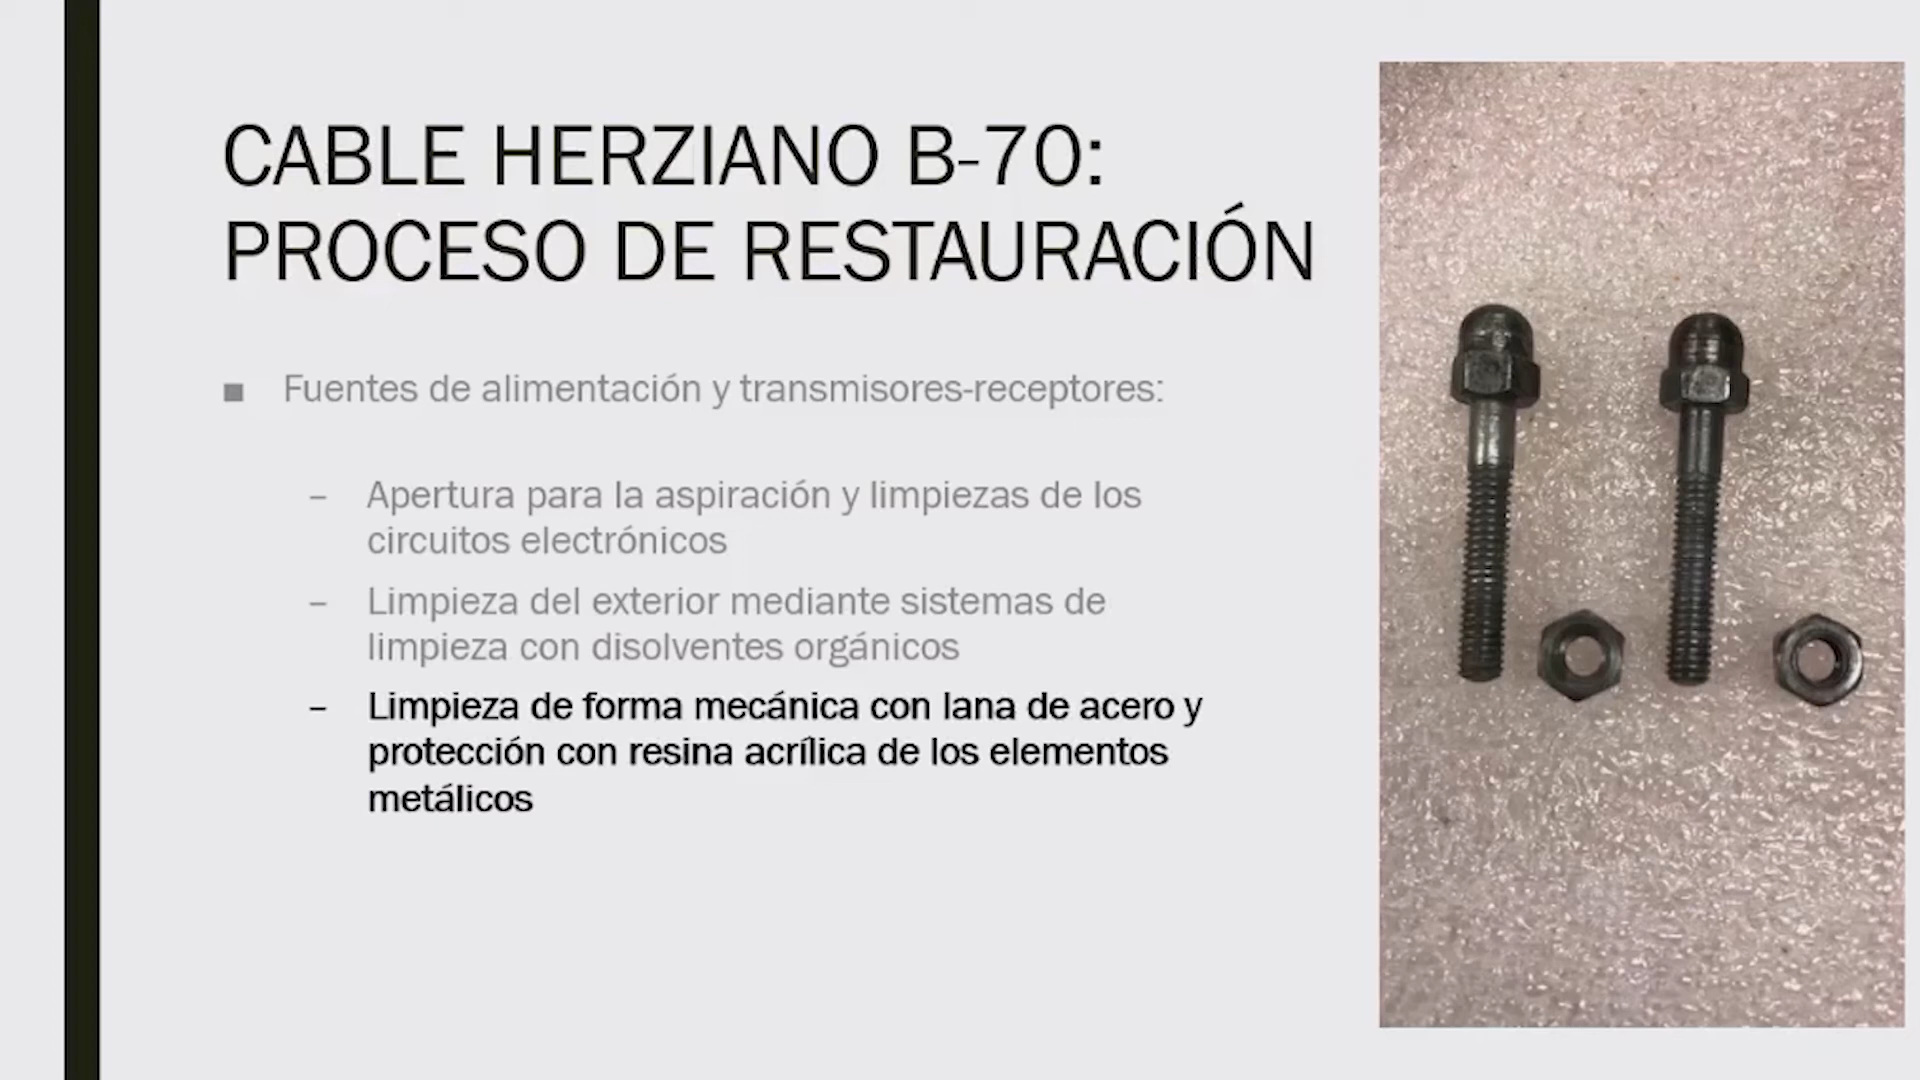 CABLE HERZIANO B-70:
PROCESO DE RESTAURACIÓN
■ Fuentes de alimentación y transmisores-receptores:
– Apertura para la aspiración y limpiezas de los
circuitos electrónicos
– Limpieza del exterior mediante sistemas de
limpieza con disolventes orgánicos
– Limpieza de forma mecánica con lana de acero y
protección con resina acrílica de los elementos
metálicos